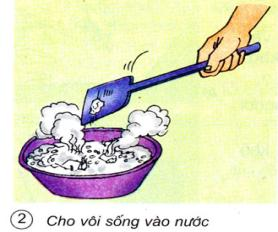 ② Cho vôi sống vào nước